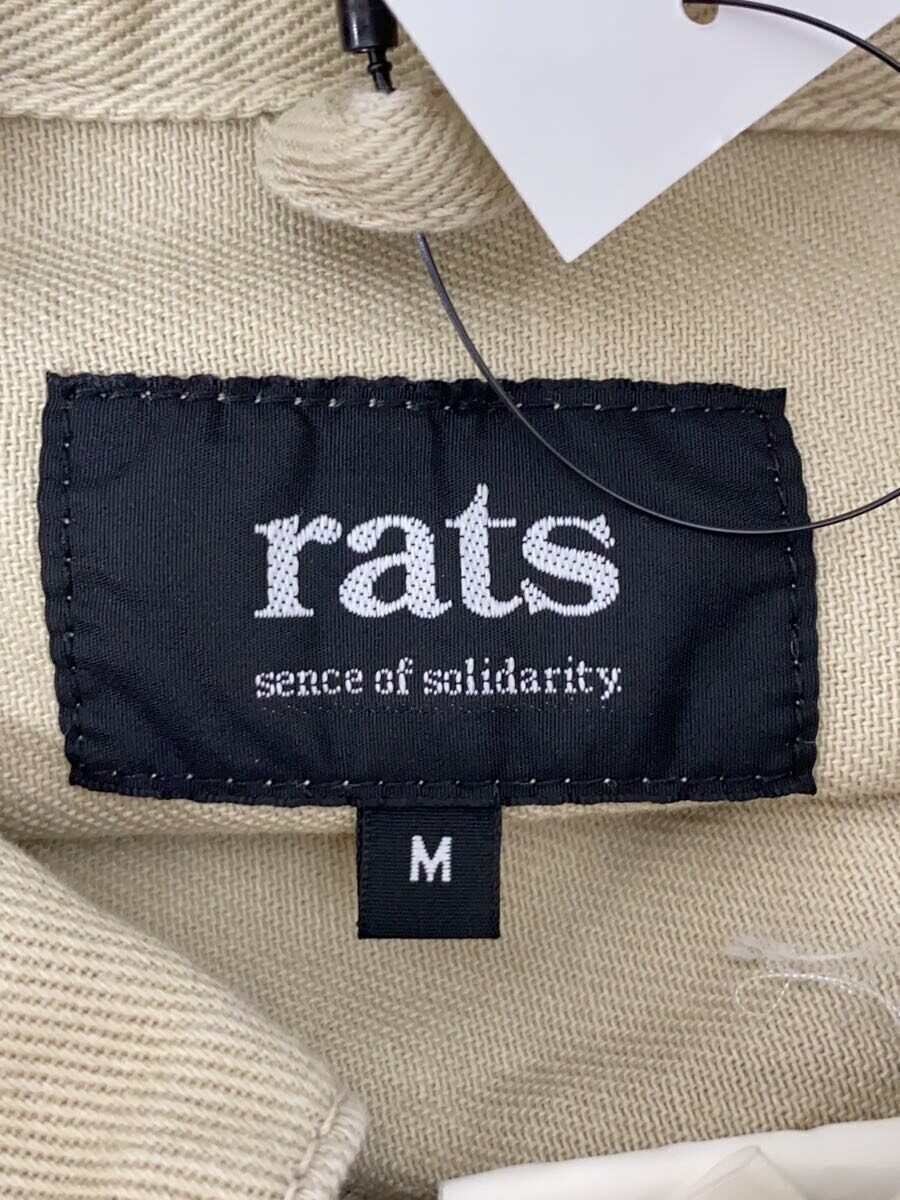 rats
sence of solidarity.
M